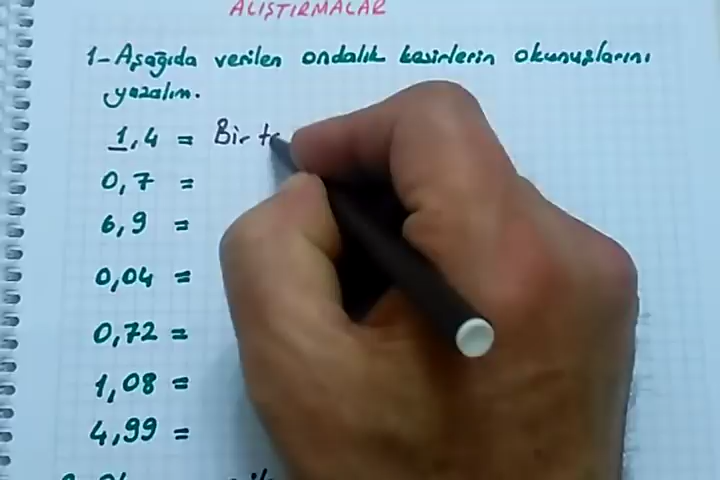 ALIŞTIRMALAR
1- Aşağıda verilen ondalık kesirlerin okunuşlarını
yazalım.
1,4 = Bir t
0,7 =
6,9 =
0,04 =
0,72 =
1,08 =
4,99 =